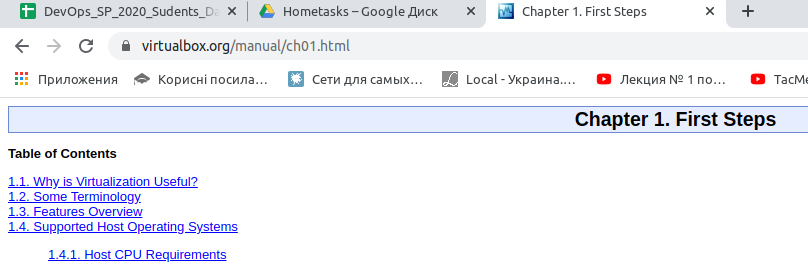 DevOps_SP_2020_Sudents_Da
Hometasks – Google Диск
Chapter 1. First Steps
virtualbox.org/manual/ch01.html
Приложения
Корисні посила…
Сети для самых…
Local - Украина.…
Лекция № 1 по…
TacMe
Chapter 1. First Steps
Table of Contents
1.1. Why is Virtualization Useful?
1.2. Some Terminology
1.3. Features Overview
1.4. Supported Host Operating Systems
1.4.1. Host CPU Requirements